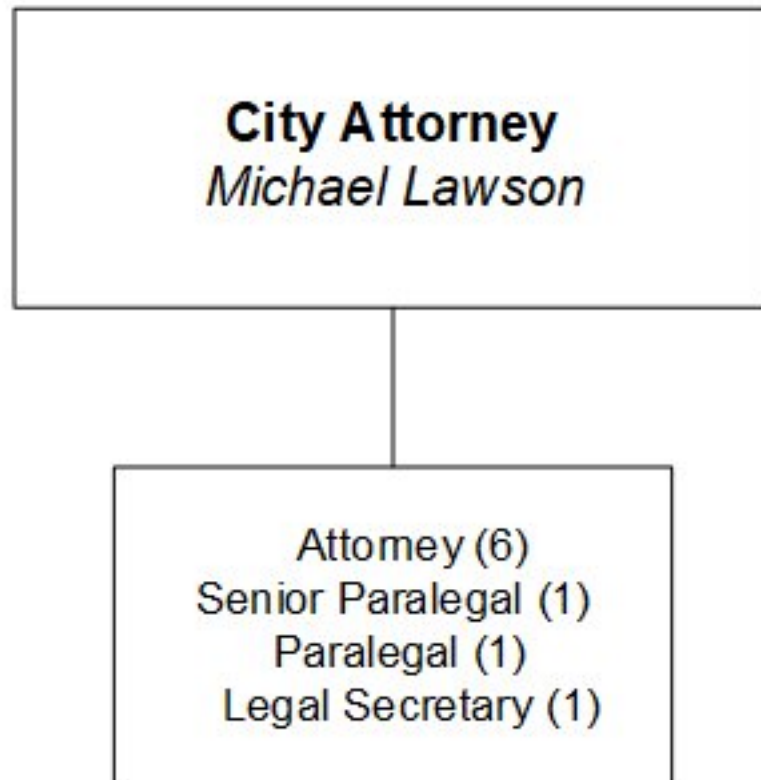 City Attorney
Michael Lawson
Attorney (6)
Senior Paralegal (1)
Paralegal (1)
Legal Secretary (1)